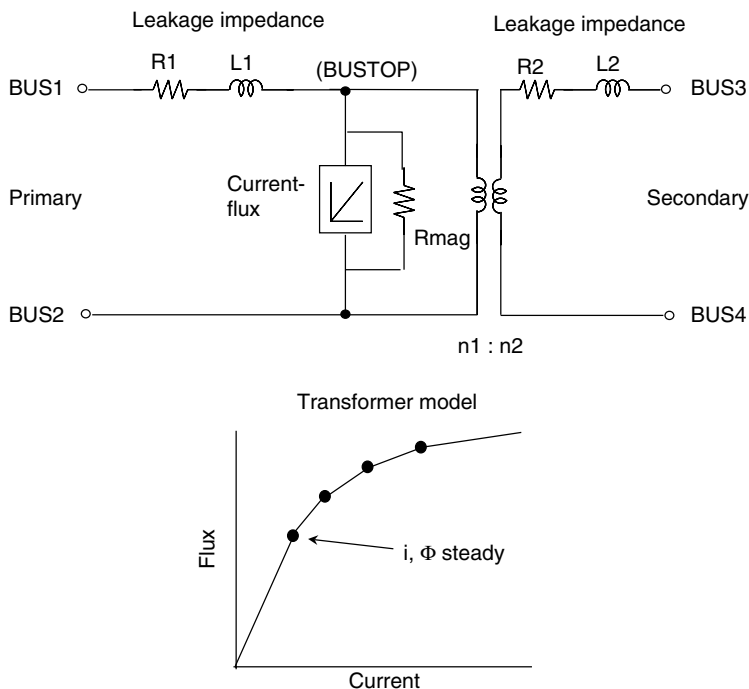 Leakage impedance
Leakage impedance
R1
L1
(BUSTOP)
R2
L2
BUS1
BUS3
Current-
flux
Primary
Secondary
Rmag
BUS2
BUS4
n1 : n2
Transformer model
Flux
i, Φ steady
Current